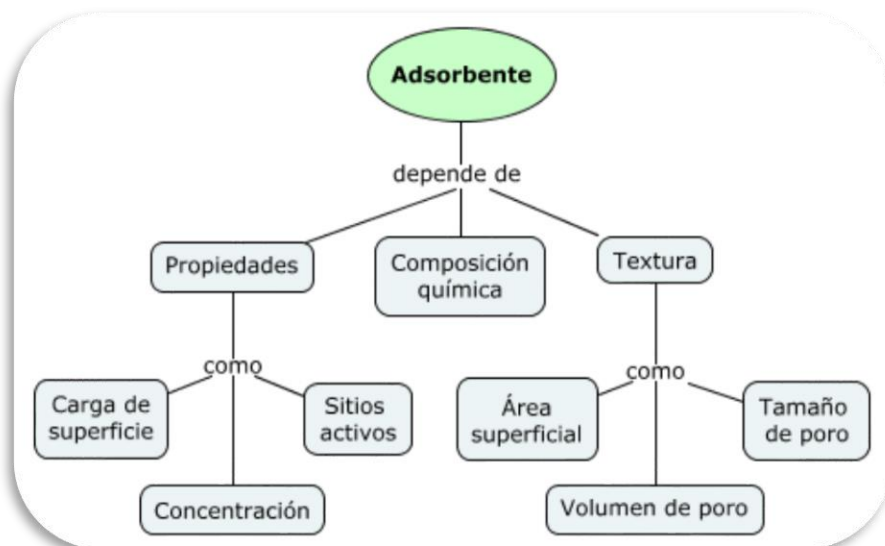 Adsorbente
depende de
Propiedades
Composición
química
Textura
como
como
Carga de
superficie
Sitios
activos
Área
superficial
Tamaño
de poro
Concentración
Volumen de poro